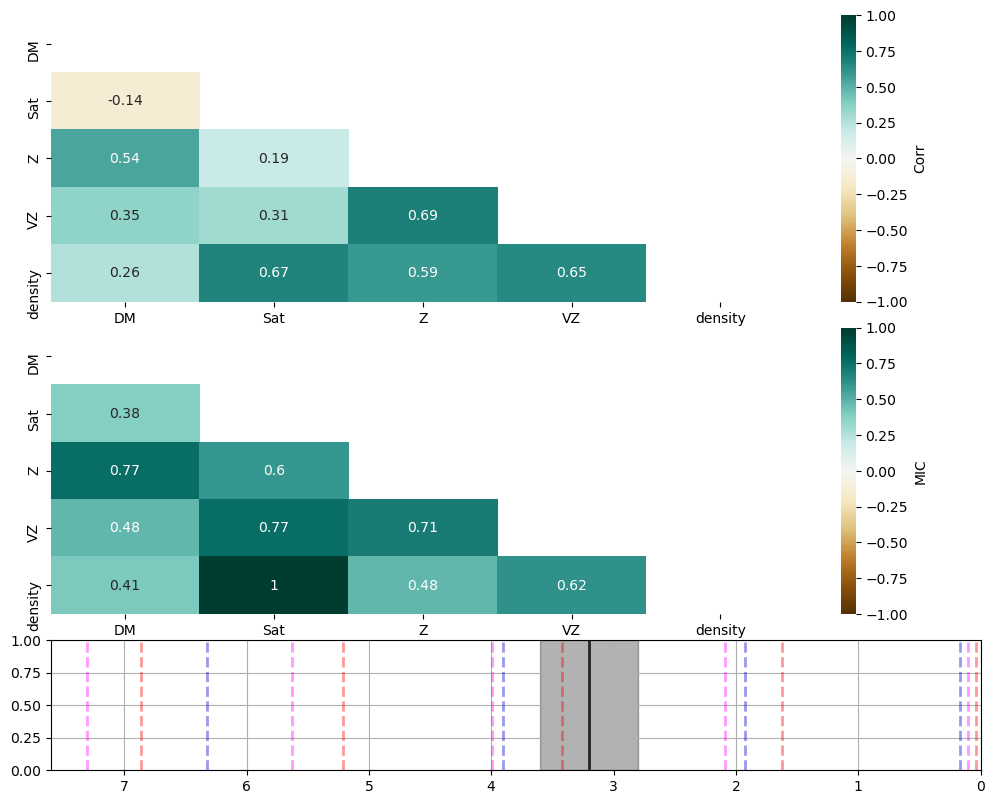 DM
Sat
Z
VZ
density
-0.14
0.54 0.19
0.35 0.31 0.69
0.26 0.67 0.59 0.65
DM Sat Z VZ density
1.00
0.75
0.50
0.25
0.00
−0.25
−0.50
−0.75
−1.00
Corr
DM
Sat
Z
VZ
density
0.38
0.77 0.6
0.48 0.77 0.71
0.41 1 0.48 0.62
DM Sat Z VZ density
1.00
0.75
0.50
0.25
0.00
−0.25
−0.50
−0.75
−1.00
MIC
1.00
0.75
0.50
0.25
0.00
7 6 5 4 3 2 1 0